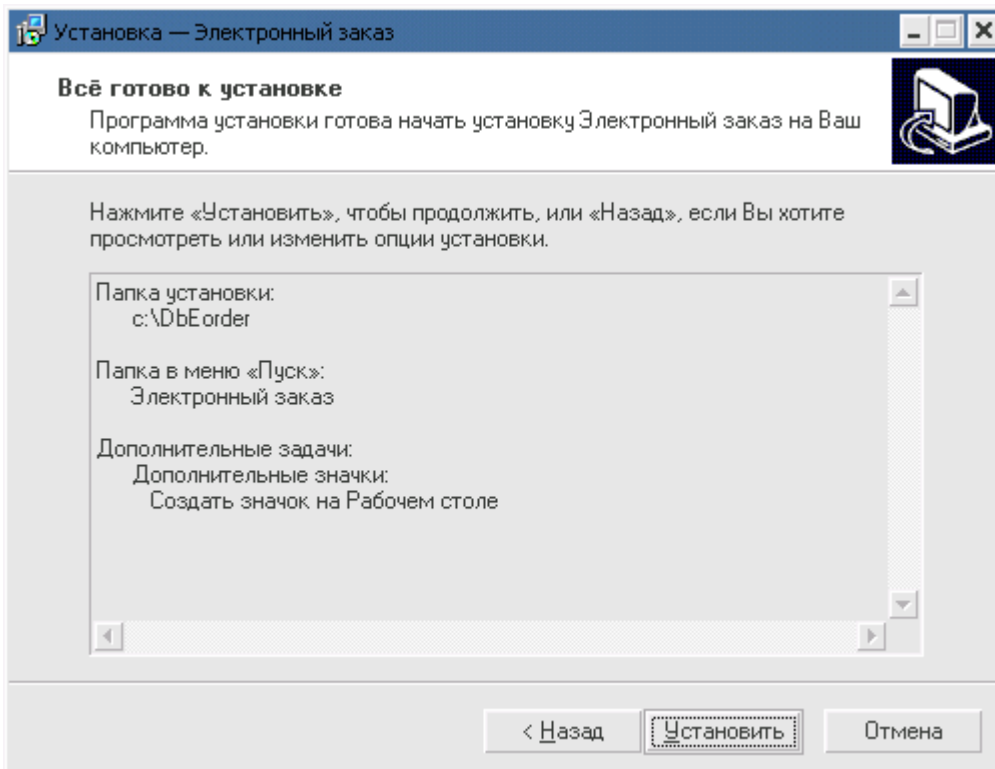 Установка — Электронный заказ
Всё готово к установке
Программа установки готова начать установку Электронный заказ на Ваш
компьютер.
Нажмите «Установить», чтобы продолжить, или «Назад», если Вы хотите
просмотреть или изменить опции установки.
Папка установки:
c:\DbEorder
Папка в меню «Пуск»:
Электронный заказ
Дополнительные задачи:
Дополнительные значки:
Создать значок на Рабочем столе
< Назад
Установить
Отмена